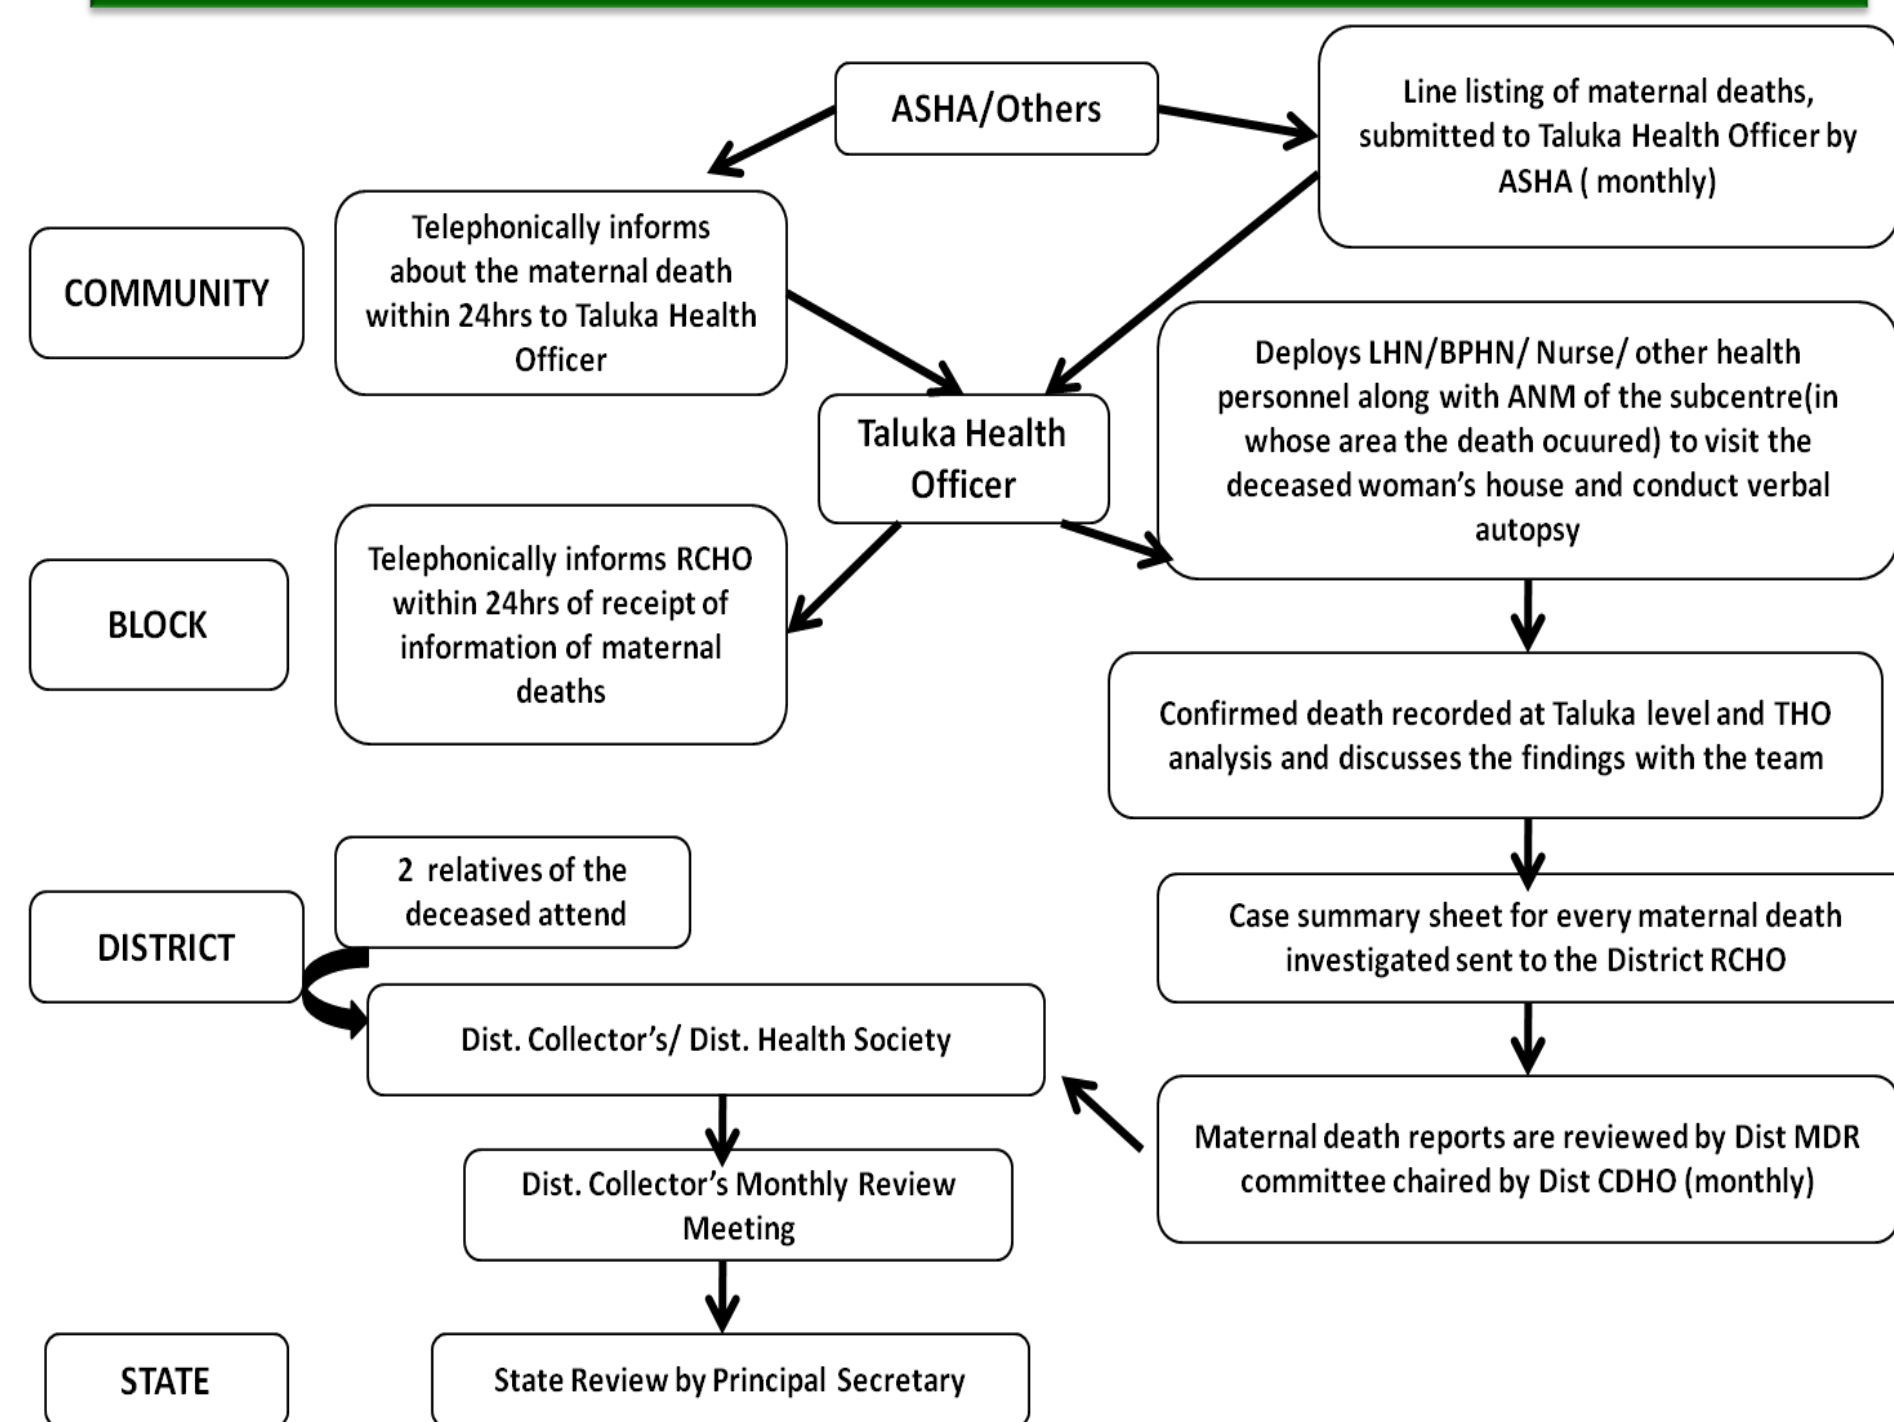 ASHA/Others
Line listing of maternal deaths,
submitted to Taluka Health Officer by
ASHA ( monthly)
COMMUNITY
Telephonically informs
about the maternal death
within 24hrs to Taluka Health
Officer
Taluka Health
Officer
Deploys LHN/BPHN/ Nurse/ other health
personnel along with ANM of the subcentre(in
whose area the death ocuured) to visit the
deceased woman’s house and conduct verbal
autopsy
BLOCK
Telephonically informs RCHO
within 24hrs of receipt of
information of maternal
deaths
Confirmed death recorded at Taluka level and THO
analysis and discusses the findings with the team
DISTRICT
2 relatives of the
deceased attend
Case summary sheet for every maternal death
investigated sent to the District RCHO
Dist. Collector’s/ Dist. Health Society
Maternal death reports are reviewed by Dist MDR
committee chaired by Dist CDHO (monthly)
Dist. Collector’s Monthly Review
Meeting
STATE
State Review by Principal Secretary